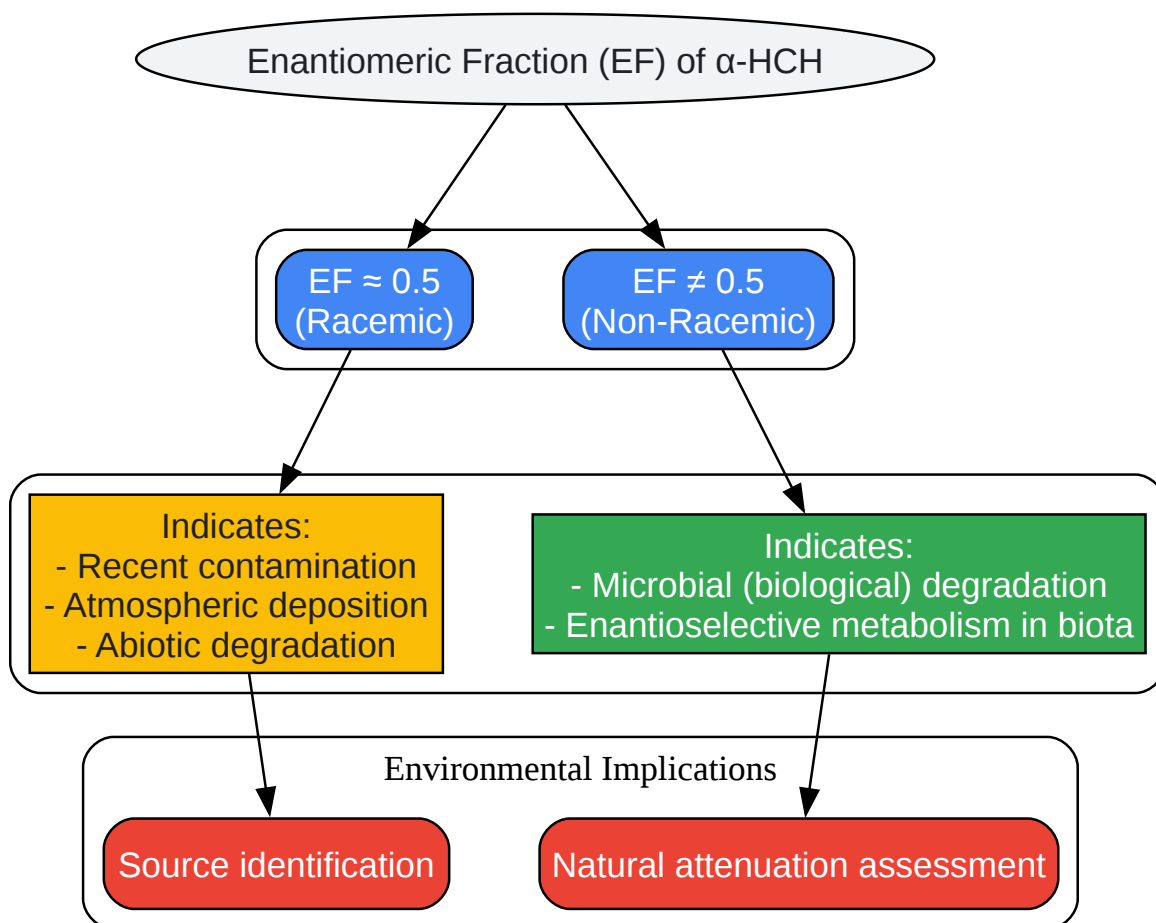 Enantiomeric Fraction (EF) of α-HCH
EF ≈ 0.5
(Racemic)
EF ≠ 0.5
(Non-Racemic)
Indicates:
- Recent contamination
- Atmospheric deposition
- Abiotic degradation
Indicates:
- Microbial (biological) degradation
- Enantioselective metabolism in biota
Environmental Implications
Source identification
Natural attenuation assessment